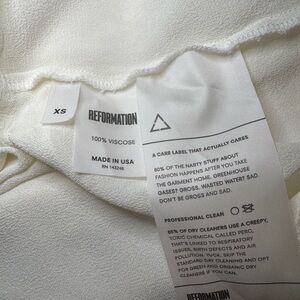 XS
REFORMATION
100% VISCOSE
MADE IN USA
RN 143246
A CARE LABEL THAT ACTUALLY CARES
80% OF THE NASTY STUFF ABOUT
FASHION HAPPENS AFTER YOU TAKE
THE GARMENT HOME. GREENHOUSE
GASES? GROSS. WASTED WATER? SAD.
DON'T BE GROSS AND SAD.
PROFESSIONAL CLEAN
85% OF DRY CLEANERS USE A CREEPY,
TOXIC CHEMICAL CALLED PERC,
THAT'S LINKED TO RESPIRATORY
ISSUES, BIRTH DEFECTS AND AIR
POLLUTION. YUCK. SKIP THE
STANDARD DRY CLEANING AND OPT
FOR GREEN AND ORGANIC DRY
CLEANERS IF YOU CAN.
REFORMATION